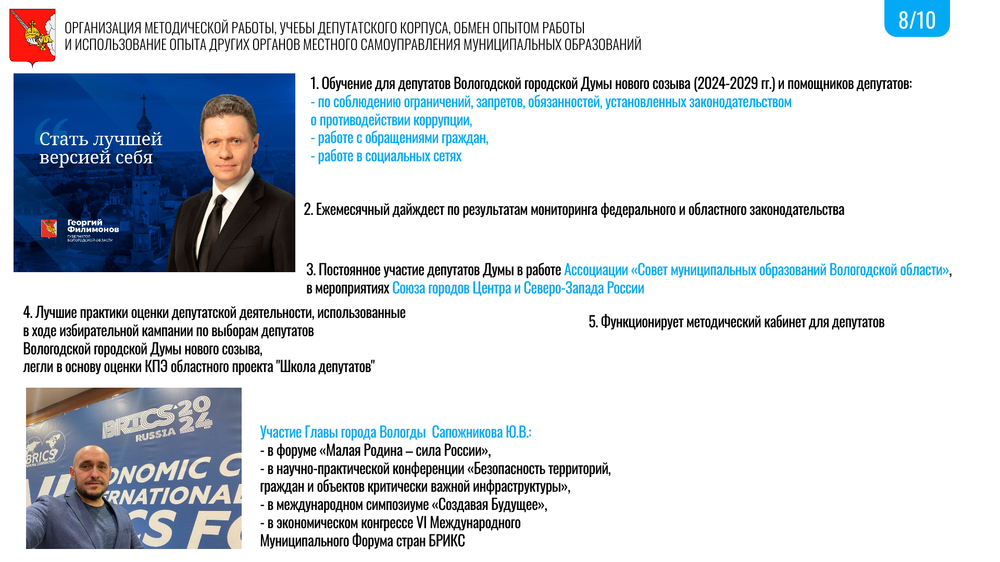 8/10
ОРГАНИЗАЦИЯ МЕТОДИЧЕСКОЙ РАБОТЫ, УЧЕБЫ ДЕПУТАТСКОГО КОРПУСА, ОБМЕН ОПЫТОМ РАБОТЫ
И ИСПОЛЬЗОВАНИЕ ОПЫТА ДРУГИХ ОРГАНОВ МЕСТНОГО САМОУПРАВЛЕНИЯ МУНИЦИПАЛЬНЫХ ОБРАЗОВАНИЙ
Стать лучшей
версией себя
Георгий
Филимонов
ГУБЕРНАТОР
ВОЛОГОДСКОЙ ОБЛАСТИ
1. Обучение для депутатов Вологодской городской Думы нового созыва (2024-2029 гг.) и помощников депутатов:
- по соблюдению ограничений, запретов, обязанностей, установленных законодательством
о противодействии коррупции,
- работе с обращениями граждан,
- работе в социальных сетях
2. Ежемесячный дайждест по результатам мониторинга федерального и областного законодательства
3. Постоянное участие депутатов Думы в работе Ассоциации «Совет муниципальных образований Вологодской области»,
в мероприятиях Союза городов Центра и Северо-Запада России
4. Лучшие практики оценки депутатской деятельности, использованные
в ходе избирательной кампании по выборам депутатов
Вологодской городской Думы нового созыва,
легли в основу оценки КПЭ областного проекта "Школа депутатов"
5. Функционирует методический кабинет для депутатов
BRICS'20
24
RUSSIA
BRICS
ONOMIC C
ERNATIONAL
CS FO
Участие Главы города Вологды Сапожникова Ю.В.:
- в форуме «Малая Родина – сила России»,
- в научно-практической конференции «Безопасность территорий,
граждан и объектов критически важной инфраструктуры»,
- в международном симпозиуме «Создавая Будущее»,
- в экономическом конгрессе VI Международного
Муниципального Форума стран БРИКС